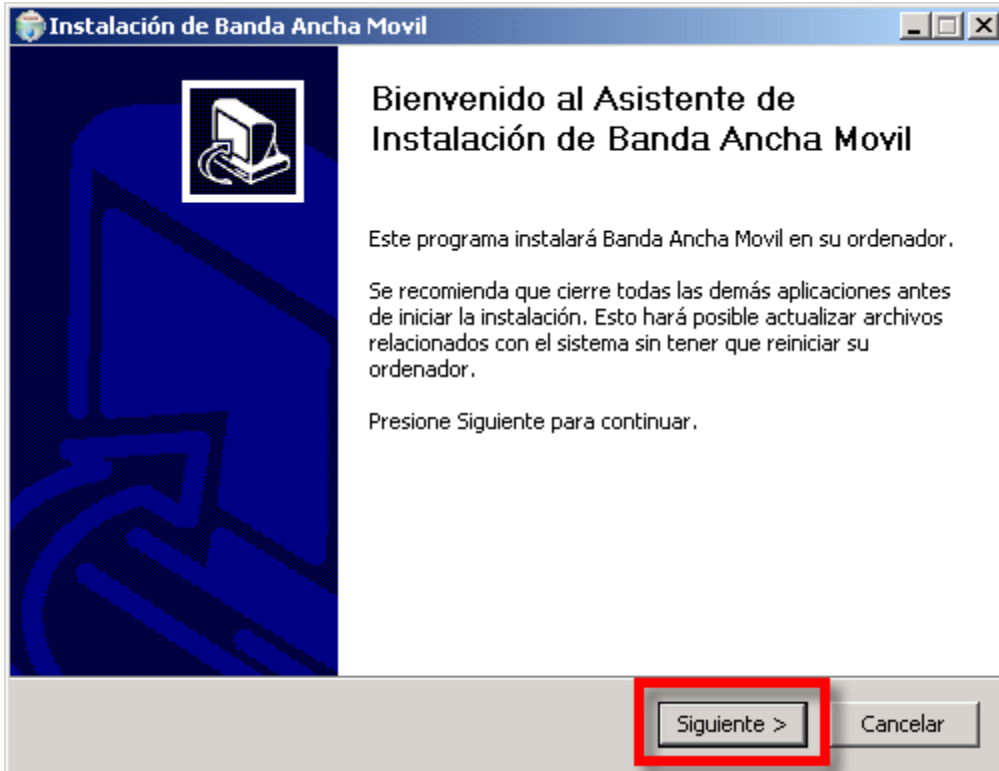 Instalación de Banda Ancha Movil
Bienvenido al Asistente de
Instalación de Banda Ancha Movil
Este programa instalará Banda Ancha Movil en su ordenador.
Se recomienda que cierre todas las demás aplicaciones antes
de iniciar la instalación. Esto hará posible actualizar archivos
relacionados con el sistema sin tener que reiniciar su
ordenador.
Presione Siguiente para continuar.
Siguiente >
Cancelar